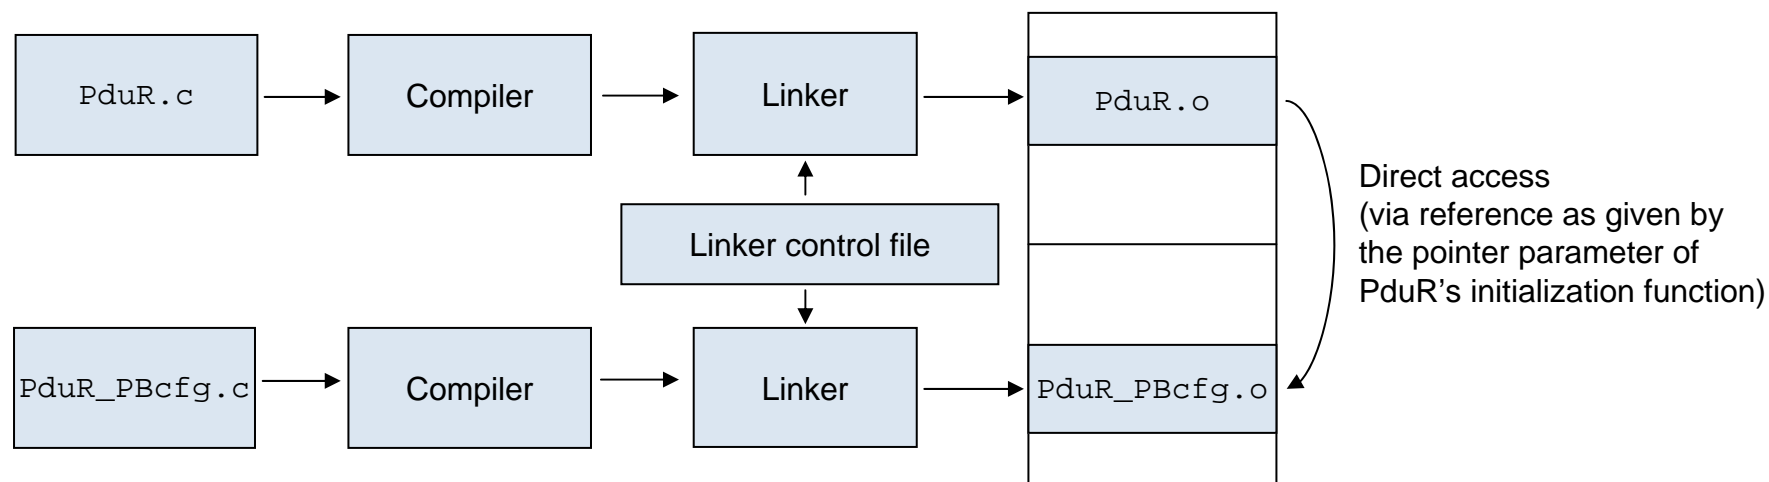 PduR.c
Compiler
Linker
PduR.o
Direct access
(via reference as given by
the pointer parameter of
PduR’s initialization function)
Linker control file
PduR_PBcfg.c
Compiler
Linker
PduR_PBcfg.o